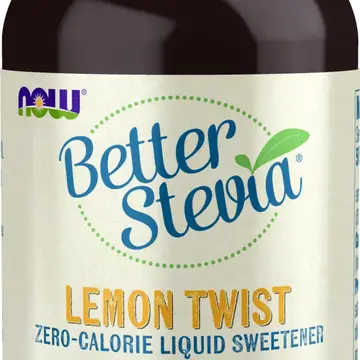 NOW
Better
Stevia®
LEMON TWIST
ZERO-CALORIE LIQUID SWEETENER